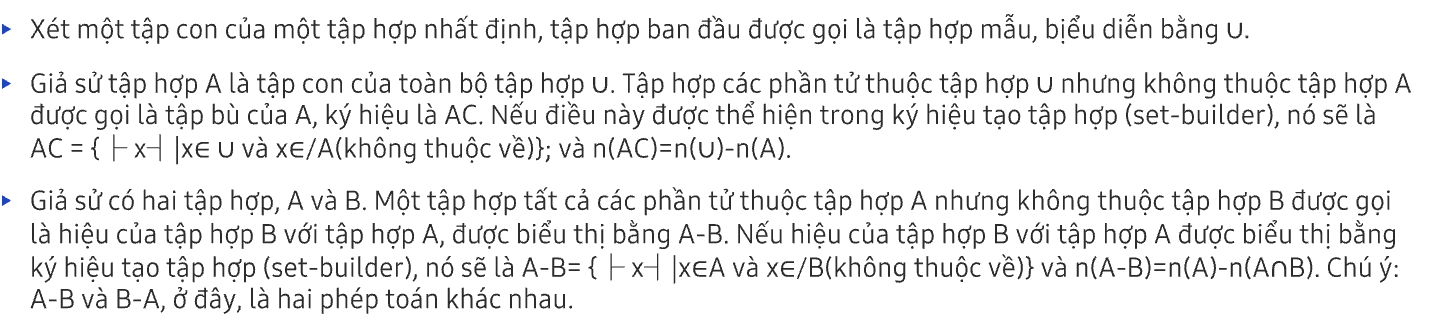 ▸ Xét một tập con của một tập hợp nhất định, tập hợp ban đầu được gọi là tập hợp mẫu, bịểu diễn bằng ∪.
▸ Giả sử tập hợp A là tập con của toàn bộ tập hợp ∪. Tập hợp các phần tử thuộc tập hợp ∪ nhưng không thuộc tập hợp A
được gọi là tập bù của A, ký hiệu là AC. Nếu điều này được thể hiện trong ký hiệu tạo tập hợp (set-builder), nó sẽ là
AC = {├ x┤|x∈ ∪ và x∈/A(không thuộc về)}; và n(AC)=n(∪)-n(A).
▸ Giả sử có hai tập hợp, A và B. Một tập hợp tất cả các phần tử thuộc tập hợp A nhưng không thuộc tập hợp B được gọi
là hiệu của tập hợp B với tập hợp A, được biểu thị bằng A-B. Nếu hiệu của tập hợp B với tập hợp A được biểu thị bằng
ký hiệu tạo tập hợp (set-builder), nó sẽ là A-B= {├ x┤|x∈A và x∈/B(không thuộc về)} và n(A-B)=n(A)-n(A∩B). Chú ý:
A-B và B-A, ở đây, là hai phép toán khác nhau.